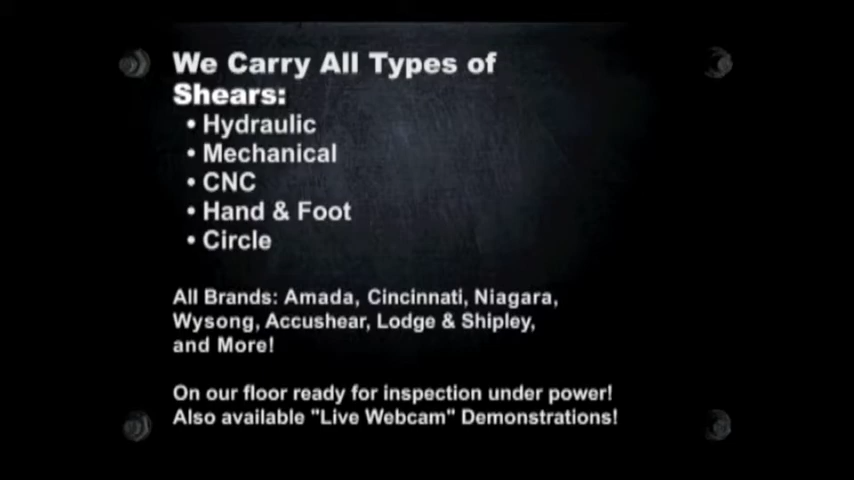 We Carry All Types of
Shears:
• Hydraulic
• Mechanical
• CNC
• Hand & Foot
• Circle
All Brands: Amada, Cincinnati, Niagara,
Wysong, Accushear, Lodge & Shipley,
and More!
On our floor ready for inspection under power!
Also available "Live Webcam" Demonstrations!